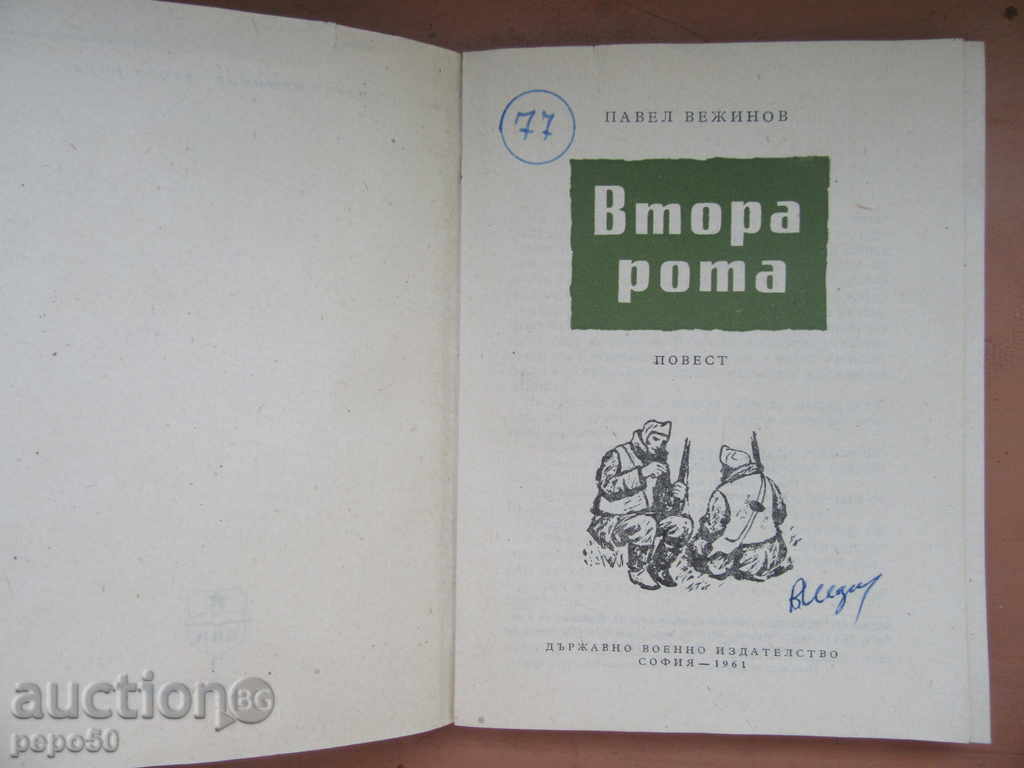 77
ПАВЕЛ ВЕЖИНОВ
Втора
рота
ПОВЕСТ
ДЪРЖАВНО ВОЕННО ИЗДАТЕЛСТВО
СОФИЯ — 1961
auction BG
pepo50